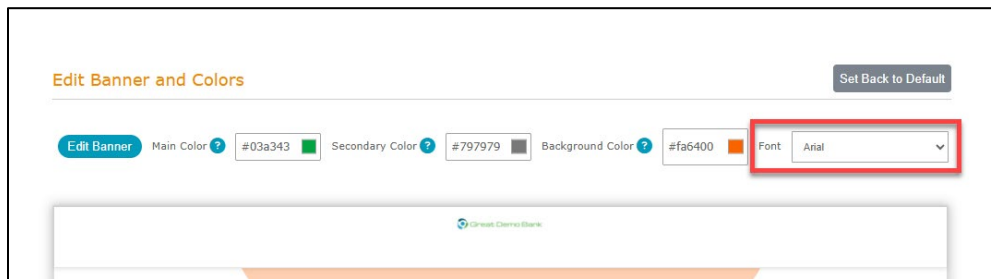 Edit Banner and Colors
Set Back to Default
Edit Banner Main Color ? #03a343 Secondary Color ? #797979 Background Color ? #fa6400 Font Arial
Great Demo Bank